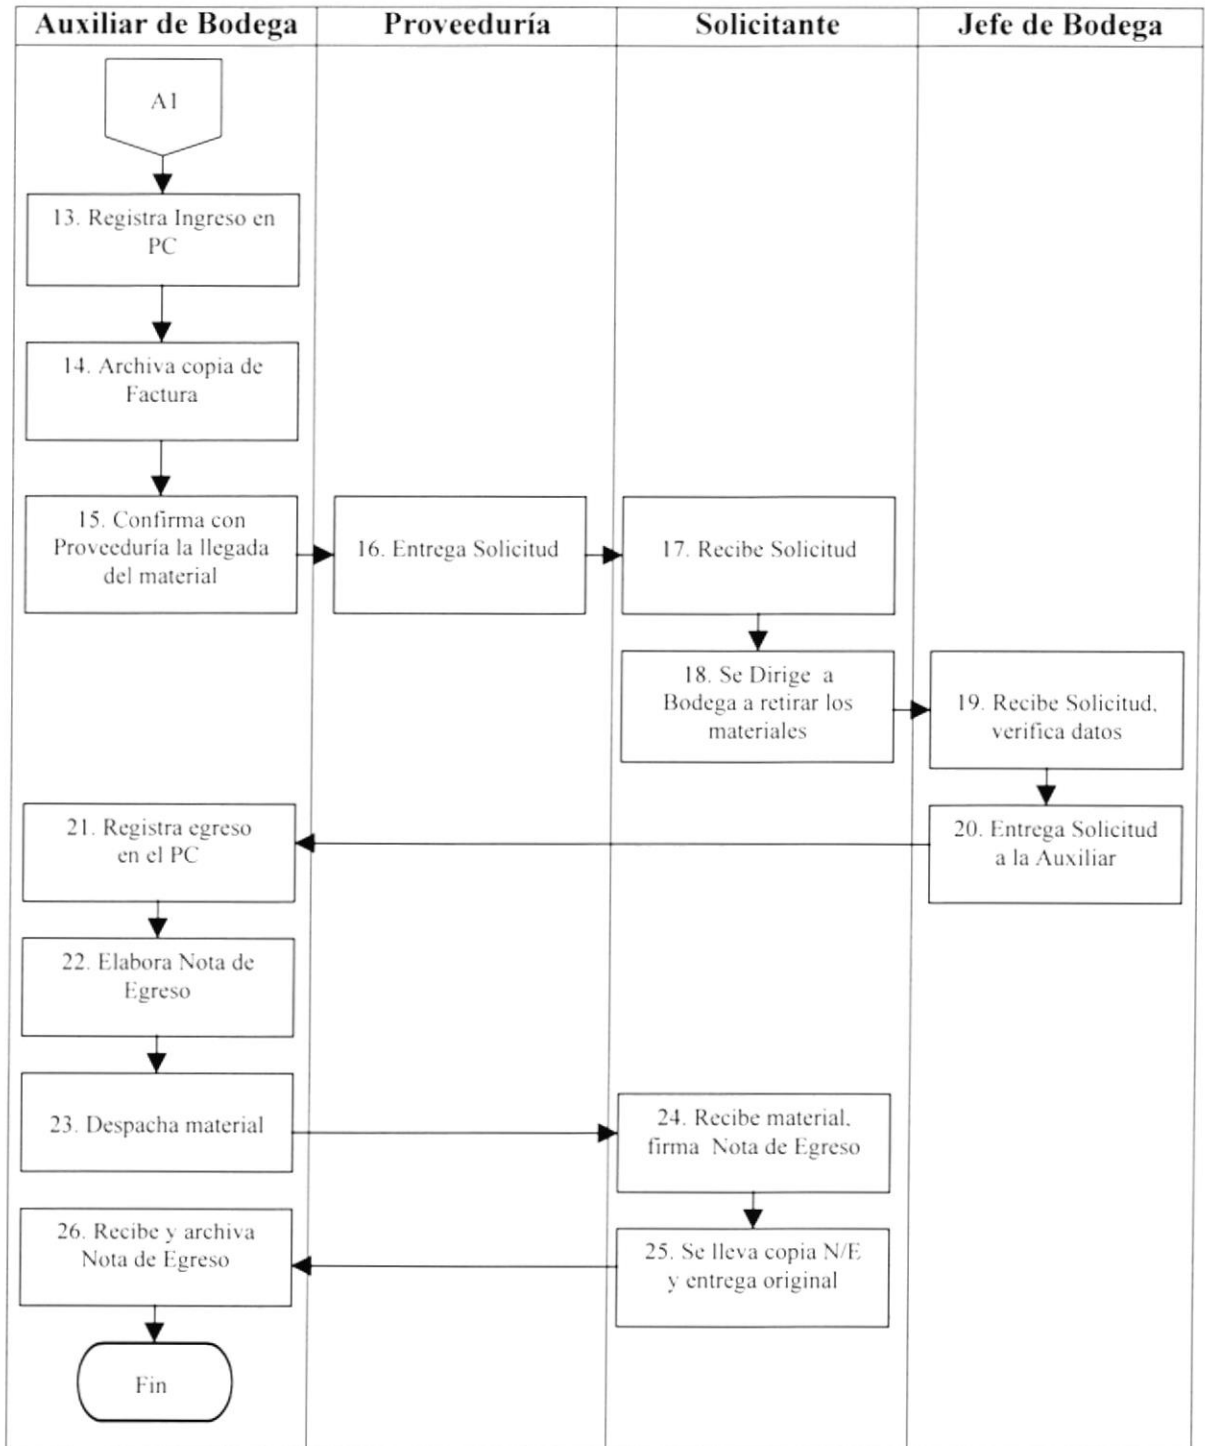 Auxiliar de Bodega
Proveeduría
Solicitante
Jefe de Bodega
A1
13. Registra Ingreso en
PC
14. Archiva copia de
Factura
15. Confirma con
Proveeduría la llegada
del material
16. Entrega Solicitud
17. Recibe Solicitud
18. Se Dirige a
Bodega a retirar los
materiales
19. Recibe Solicitud,
verifica datos
20. Entrega Solicitud
a la Auxiliar
21. Registra egreso
en el PC
22. Elabora Nota de
Egreso
23. Despacha material
24. Recibe material,
firma Nota de Egreso
25. Se lleva copia N/E
y entrega original
26. Recibe y archiva
Nota de Egreso
Fin